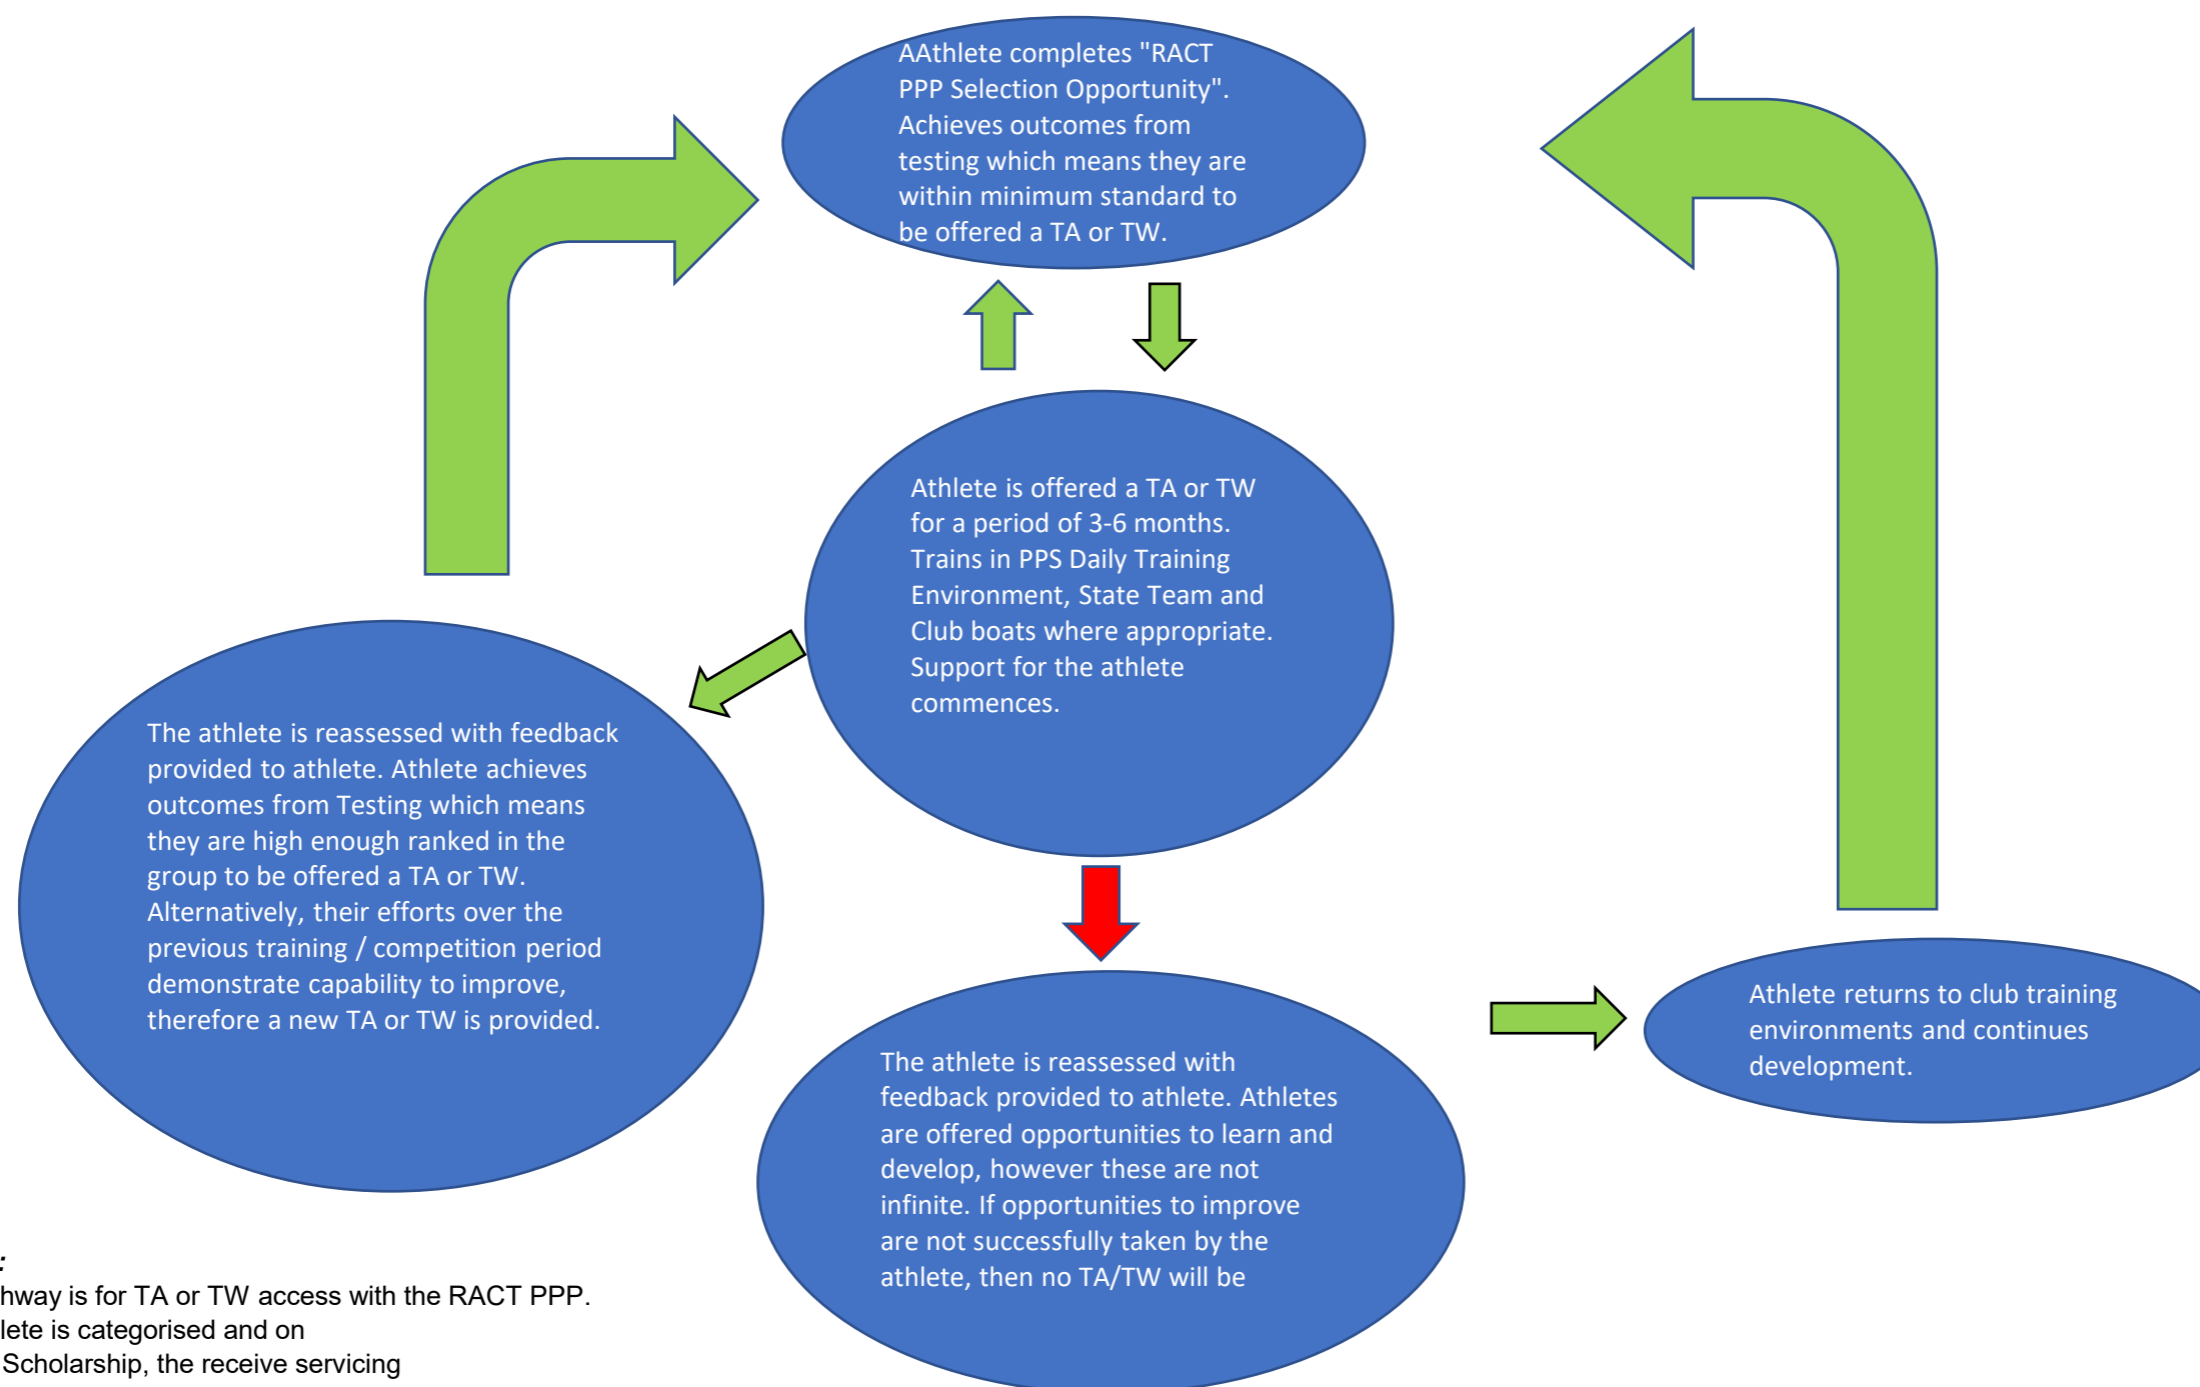 AAthlete completes "RACT
PPP Selection Opportunity".
Achieves outcomes from
testing which means they are
within minimum standard to
be offered a TA or TW.
Athlete is offered a TA or TW
for a period of 3-6 months.
Trains in PPS Daily Training
Environment, State Team and
Club boats where appropriate.
Support for the athlete
commences.
The athlete is reassessed with feedback
provided to athlete. Athlete achieves
outcomes from Testing which means
they are high enough ranked in the
group to be offered a TA or TW.
Alternatively, their efforts over the
previous training / competition period
demonstrate capability to improve,
therefore a new TA or TW is provided.
The athlete is reassessed with
feedback provided to athlete. Athletes
are offered opportunities to learn and
develop, however these are not
infinite. If opportunities to improve
are not successfully taken by the
athlete, then no TA/TW will be
Athlete returns to club training
environments and continues
development.
:
hway is for TA or TW access with the RACT PPP.
lete is categorised and on
Scholarship, the receive servicing